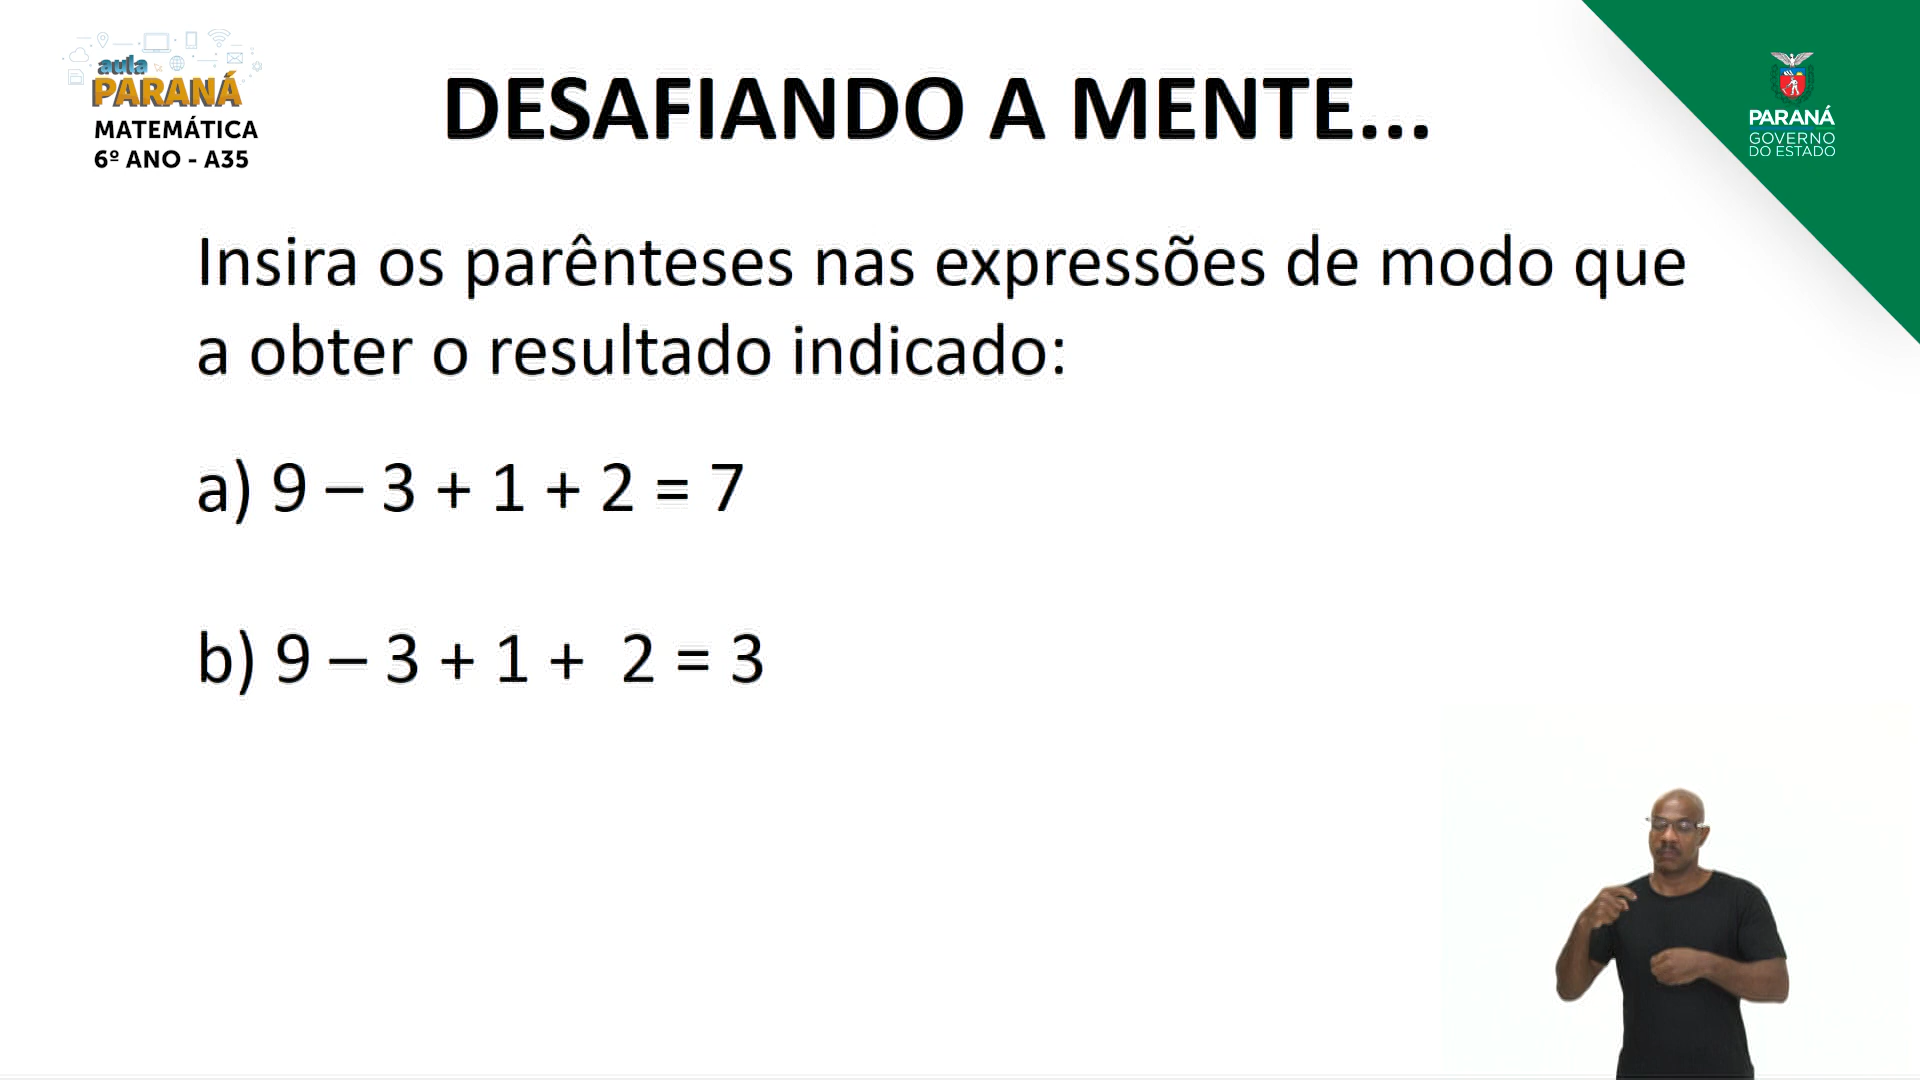 aula
PARANÁ
MATEMÁTICA
6º ANO - A35
DESAFIANDO A MENTE...
PARANÁ
GOVERNO
DO ESTADO
Insira os parênteses nas expressões de modo que
a obter o resultado indicado:
a) 9 – 3 + 1 + 2 = 7
b) 9 – 3 + 1 +  2 = 3